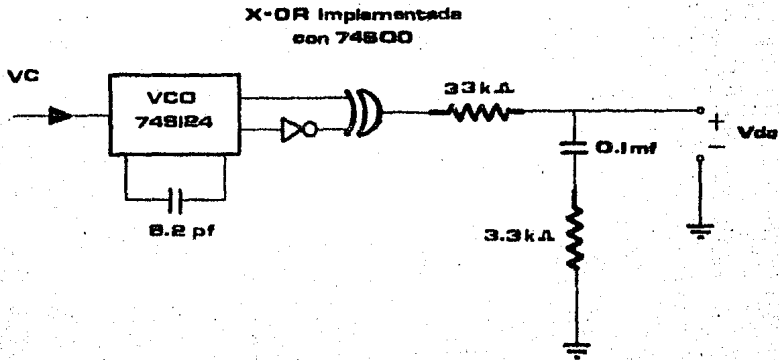 X-OR Implementada
con 74S00
VC
VCO
74S124
33kΩ
0.1mf
+
Vdc
−
8.2 pf
3.3kΩ